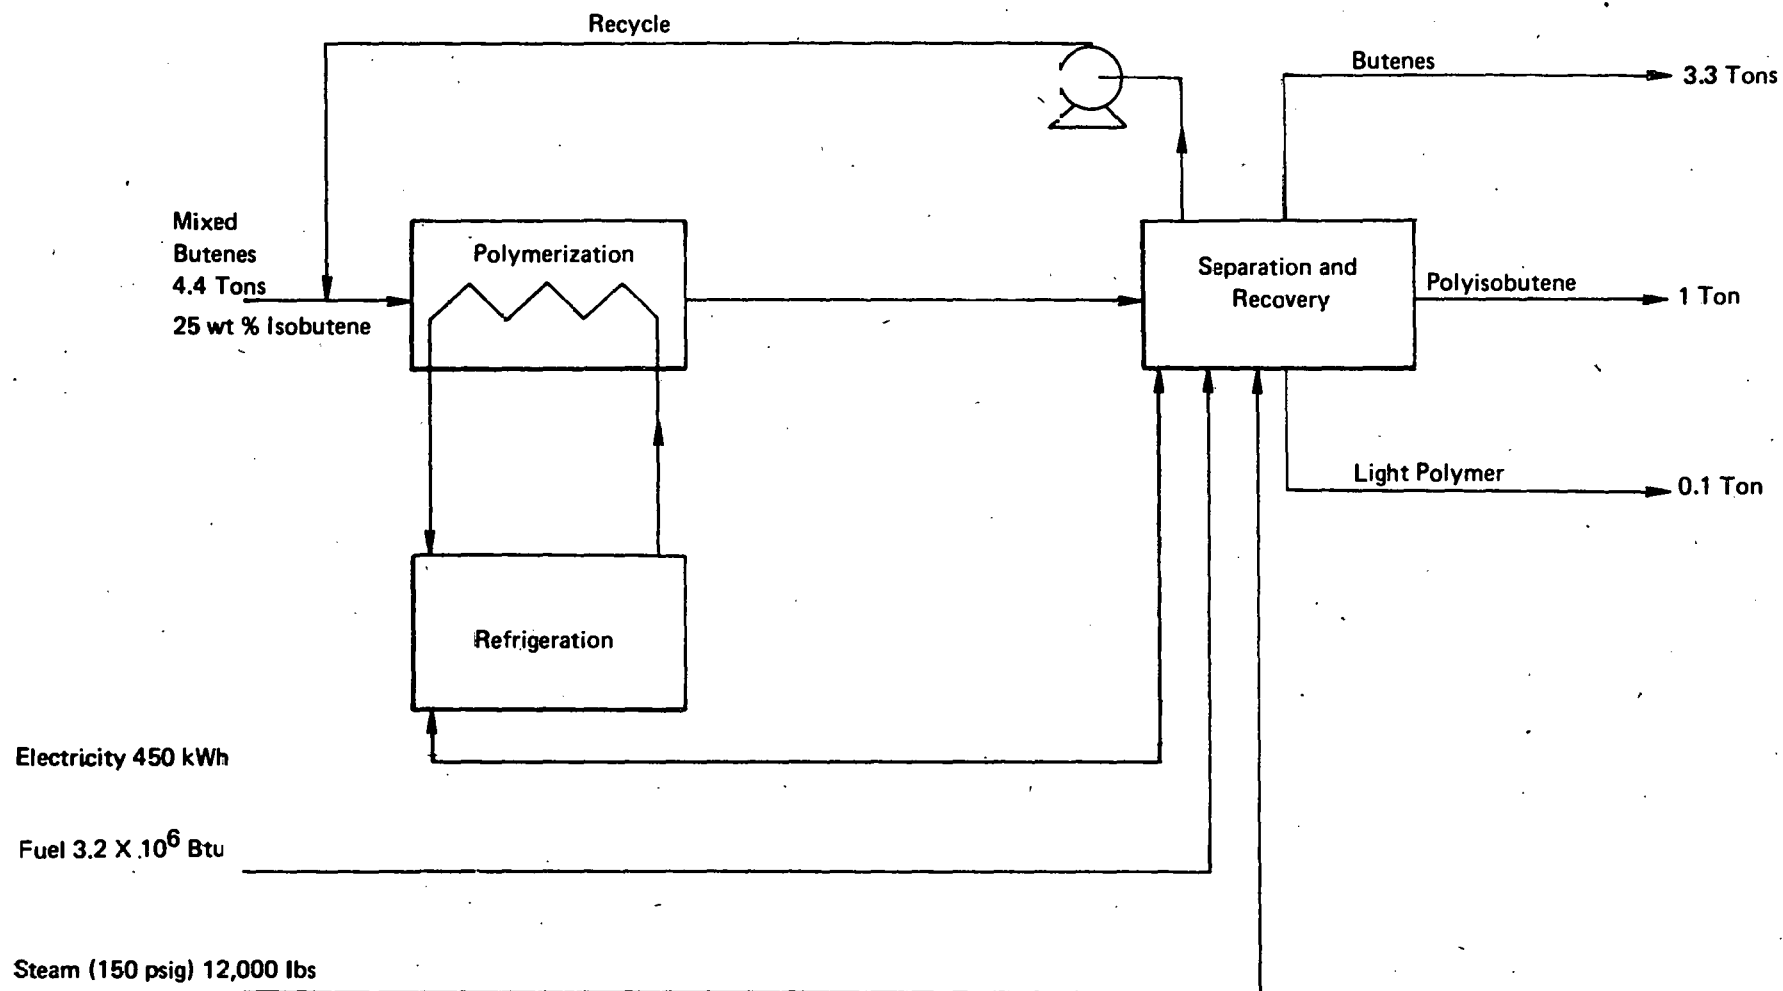 Recycle
Butenes
3.3 Tons
Mixed
Butenes
4.4 Tons
25 wt % Isobutene
Polymerization
Separation and
Recovery
Polyisobutene
1 Ton
Light Polymer
0.1 Ton
Refrigeration
Electricity 450 kWh
Fuel 3.2 X 10⁶ Btu
Steam (150 psig) 12,000 lbs